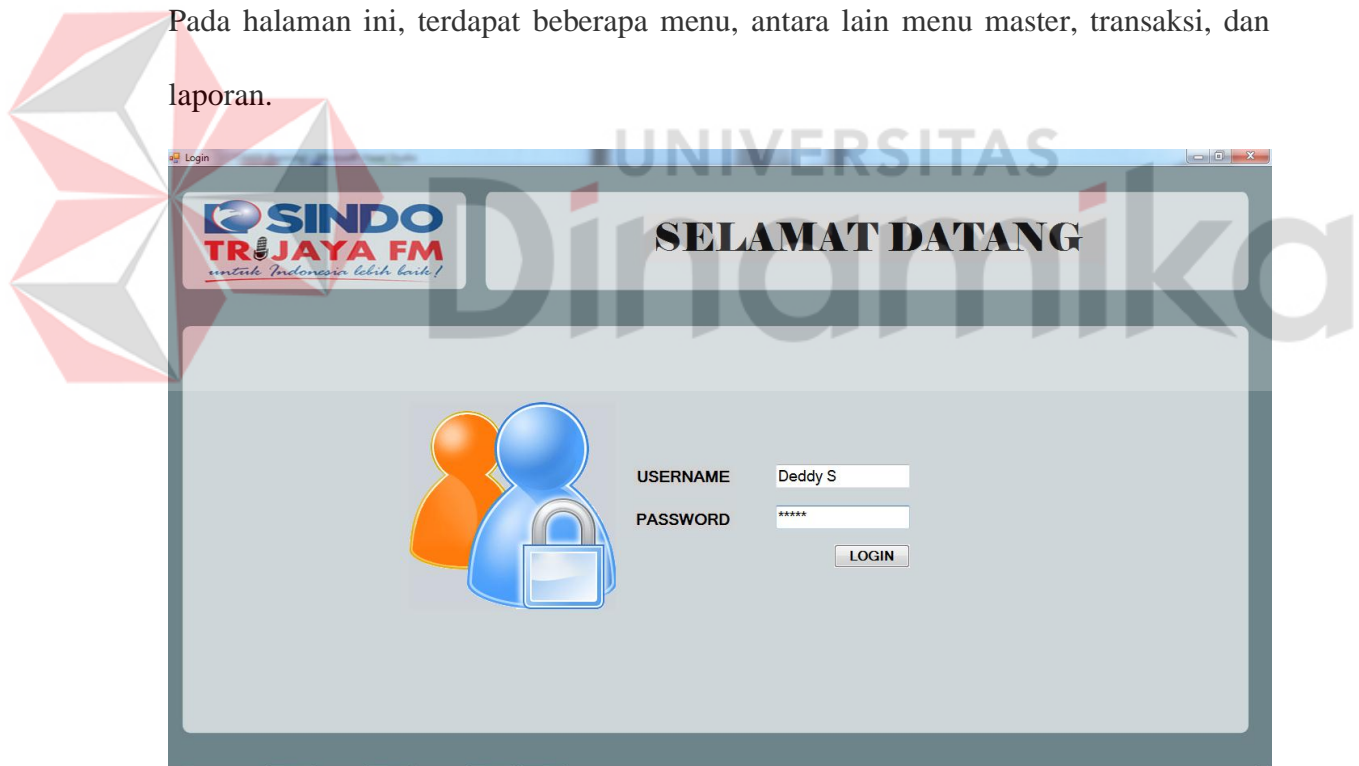 Pada halaman ini, terdapat beberapa menu, antara lain menu master, transaksi, dan
laporan.
UNIVERSITAS
Dinamika
Login
SINDO
TRIJAYA FM
untuk Indonesia lebih baik!
SELAMAT DATANG
USERNAME
Deddy S
PASSWORD
*****
LOGIN